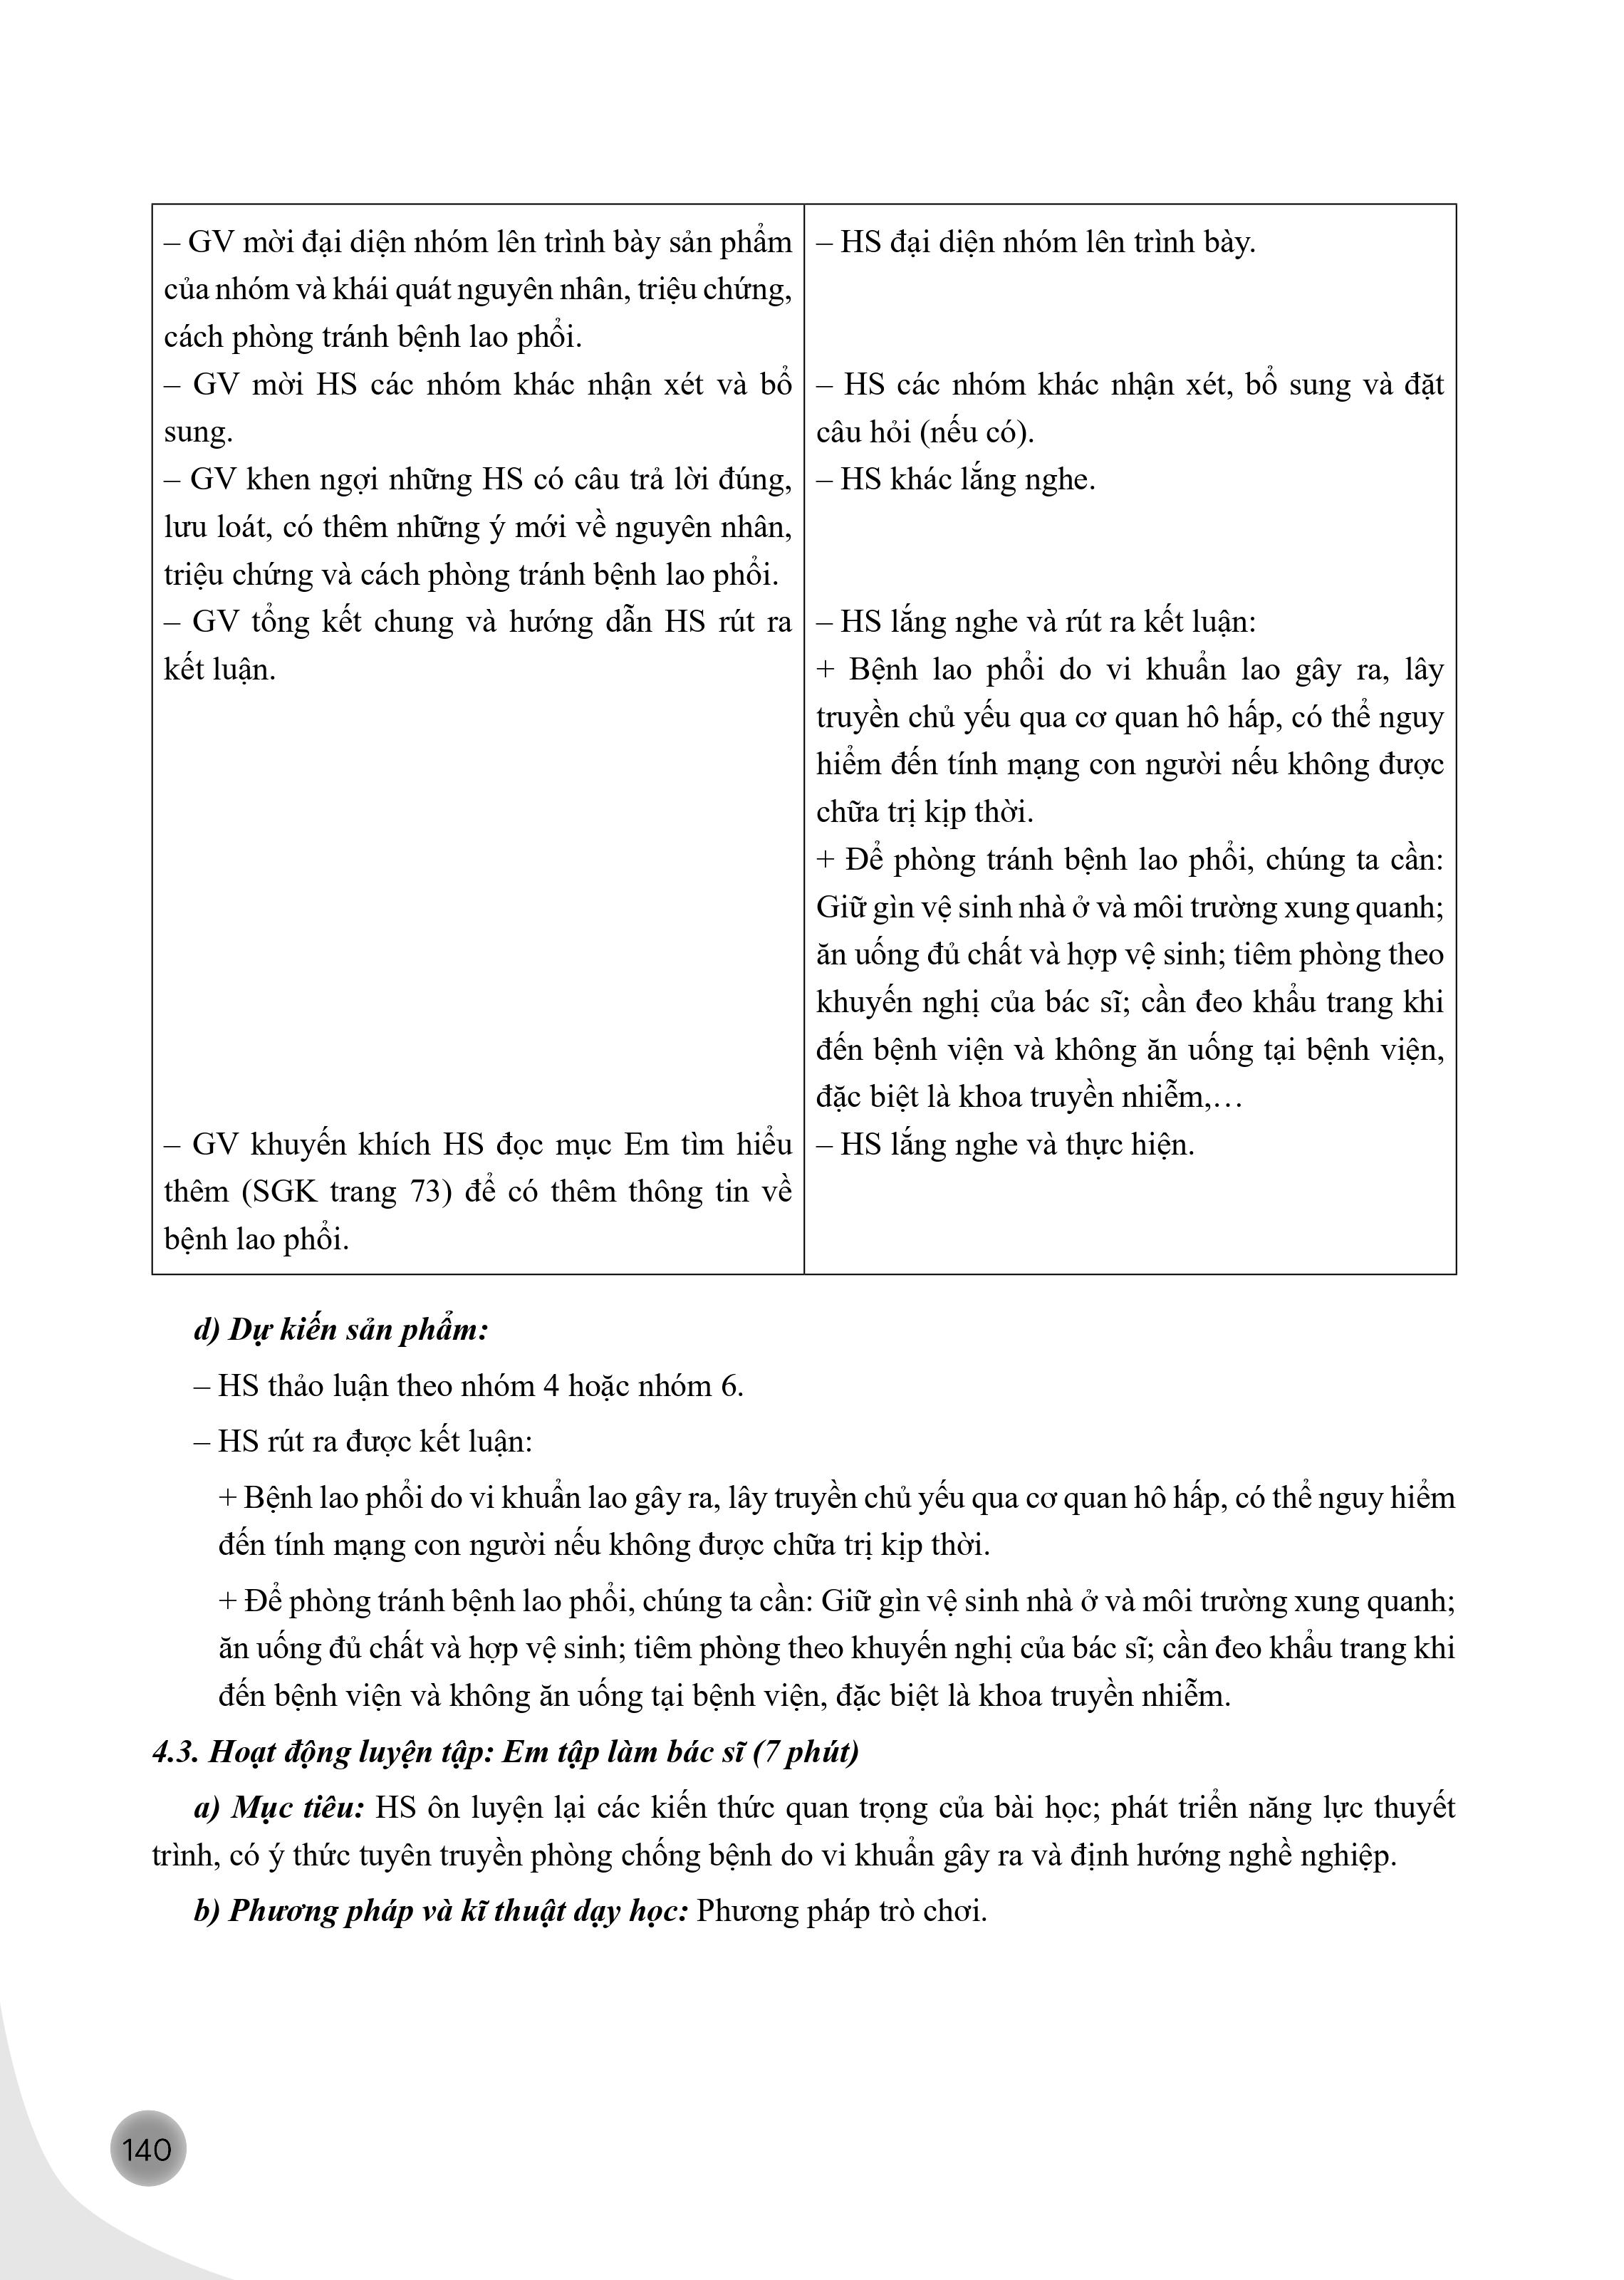 – GV mời đại diện nhóm lên trình bày sản phẩm
của nhóm và khái quát nguyên nhân, triệu chứng,
cách phòng tránh bệnh lao phổi.
– GV mời HS các nhóm khác nhận xét và bổ
sung.
– GV khen ngợi những HS có câu trả lời đúng,
lưu loát, có thêm những ý mới về nguyên nhân,
triệu chứng và cách phòng tránh bệnh lao phổi.
– GV tổng kết chung và hướng dẫn HS rút ra
kết luận.
– GV khuyến khích HS đọc mục Em tìm hiểu
thêm (SGK trang 73) để có thêm thông tin về
bệnh lao phổi.
– HS đại diện nhóm lên trình bày.
– HS các nhóm khác nhận xét, bổ sung và đặt
câu hỏi (nếu có).
– HS khác lắng nghe.
– HS lắng nghe và rút ra kết luận:
+ Bệnh lao phổi do vi khuẩn lao gây ra, lây
truyền chủ yếu qua cơ quan hô hấp, có thể nguy
hiểm đến tính mạng con người nếu không được
chữa trị kịp thời.
+ Để phòng tránh bệnh lao phổi, chúng ta cần:
Giữ gìn vệ sinh nhà ở và môi trường xung quanh;
ăn uống đủ chất và hợp vệ sinh; tiêm phòng theo
khuyến nghị của bác sĩ; cần đeo khẩu trang khi
đến bệnh viện và không ăn uống tại bệnh viện,
đặc biệt là khoa truyền nhiễm,…
– HS lắng nghe và thực hiện.
d) Dự kiến sản phẩm:
– HS thảo luận theo nhóm 4 hoặc nhóm 6.
– HS rút ra được kết luận:
+ Bệnh lao phổi do vi khuẩn lao gây ra, lây truyền chủ yếu qua cơ quan hô hấp, có thể nguy hiểm
đến tính mạng con người nếu không được chữa trị kịp thời.
+ Để phòng tránh bệnh lao phổi, chúng ta cần: Giữ gìn vệ sinh nhà ở và môi trường xung quanh;
ăn uống đủ chất và hợp vệ sinh; tiêm phòng theo khuyến nghị của bác sĩ; cần đeo khẩu trang khi
đến bệnh viện và không ăn uống tại bệnh viện, đặc biệt là khoa truyền nhiễm.
4.3. Hoạt động luyện tập: Em tập làm bác sĩ (7 phút)
a) Mục tiêu: HS ôn luyện lại các kiến thức quan trọng của bài học; phát triển năng lực thuyết
trình, có ý thức tuyên truyền phòng chống bệnh do vi khuẩn gây ra và định hướng nghề nghiệp.
b) Phương pháp và kĩ thuật dạy học: Phương pháp trò chơi.
140